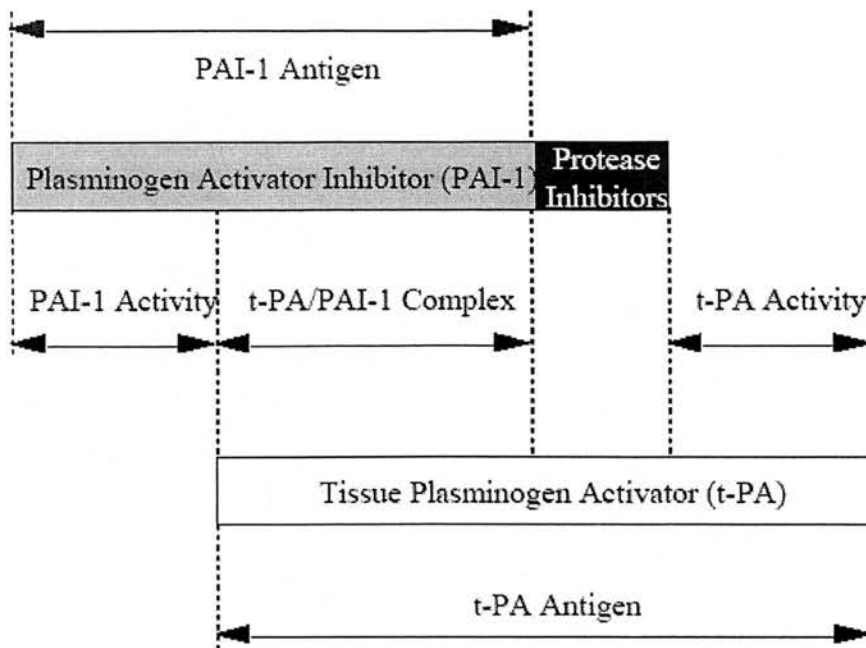 PAI-1 Antigen
Plasminogen Activator Inhibitor (PAI-1)
Protease
Inhibitors
PAI-1 Activity
t-PA/PAI-1 Complex
t-PA Activity
Tissue Plasminogen Activator (t-PA)
t-PA Antigen